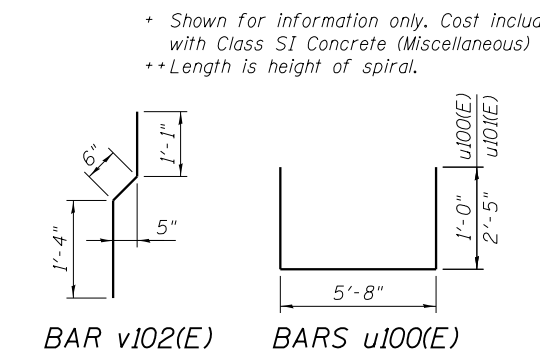 + Shown for information only. Cost
with Class SI Concrete (Miscellaneous)
++ Length is height of spiral.
6"
1'-1"
1'-4"
5"
u100(E)
u101(E)
1'-0"
2'-5"
5'-8"
BAR v102(E)
BARS u100(E)